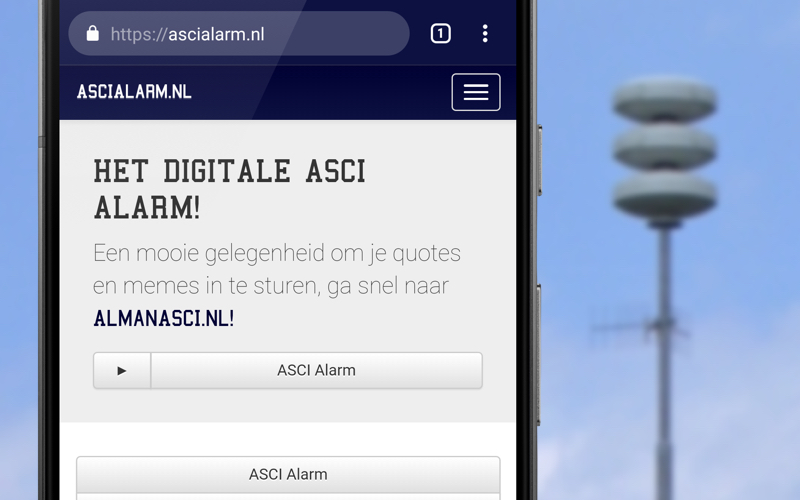 https://ascialarm.nl
1
ASCIALARM.NL
HET DIGITALE ASCI
ALARM!
Een mooie gelegenheid om je quotes
en memes in te sturen, ga snel naar
ALMANASCI.NL!
ASCI Alarm
ASCI Alarm